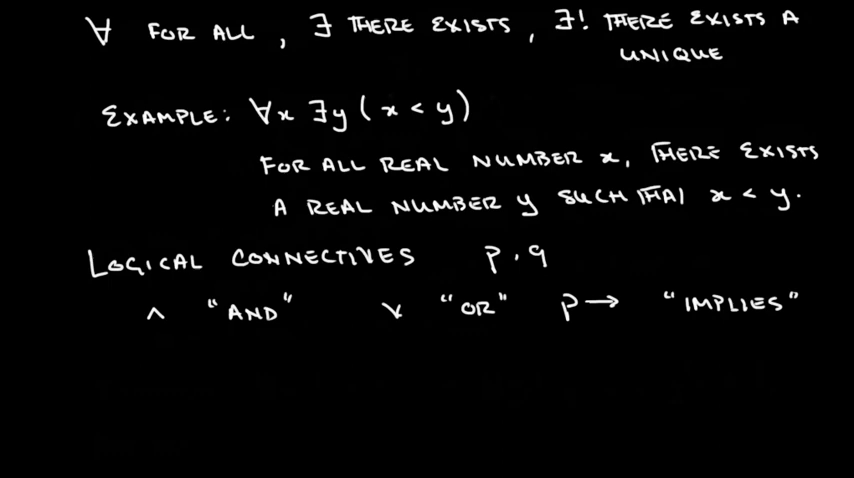 ∀ FOR ALL, ∃ THERE EXISTS, ∃! THERE EXISTS A
UNIQUE
EXAMPLE: ∀x ∃y (x < y)
FOR ALL REAL NUMBER x, THERE EXISTS
A REAL NUMBER y SUCH THAT x < y.
LOGICAL CONNECTIVES p, q
∧ "AND" ∨ "OR" p → "IMPLIES"